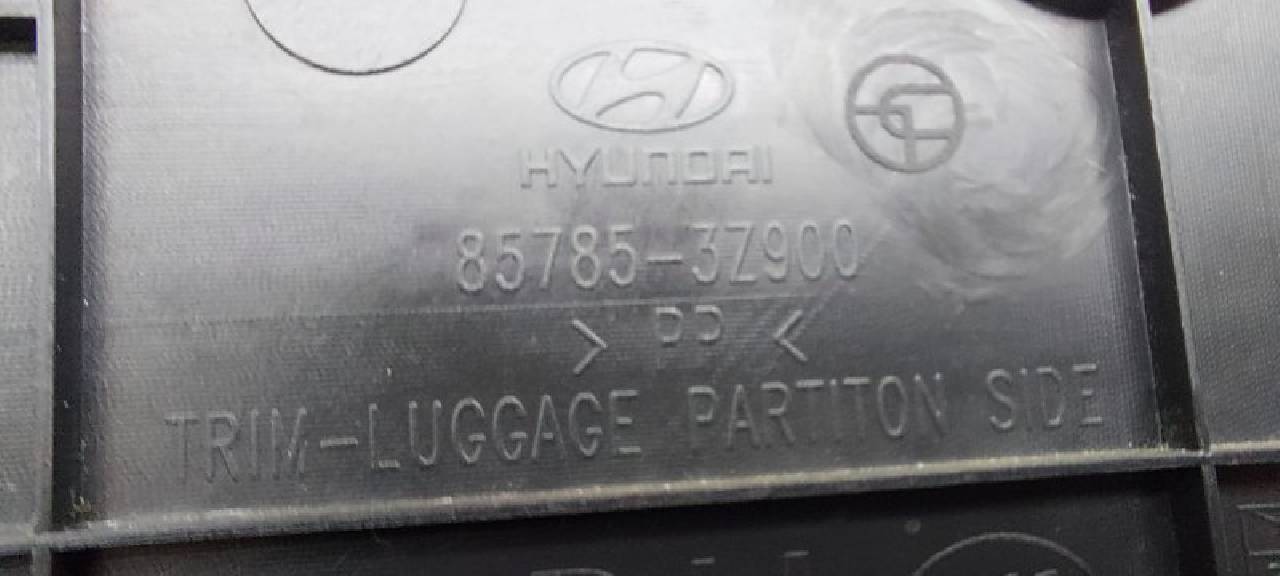 HYUNDAI
85785-3Z900
> PP <
TRIM-LUGGAGE PARTITON SIDE